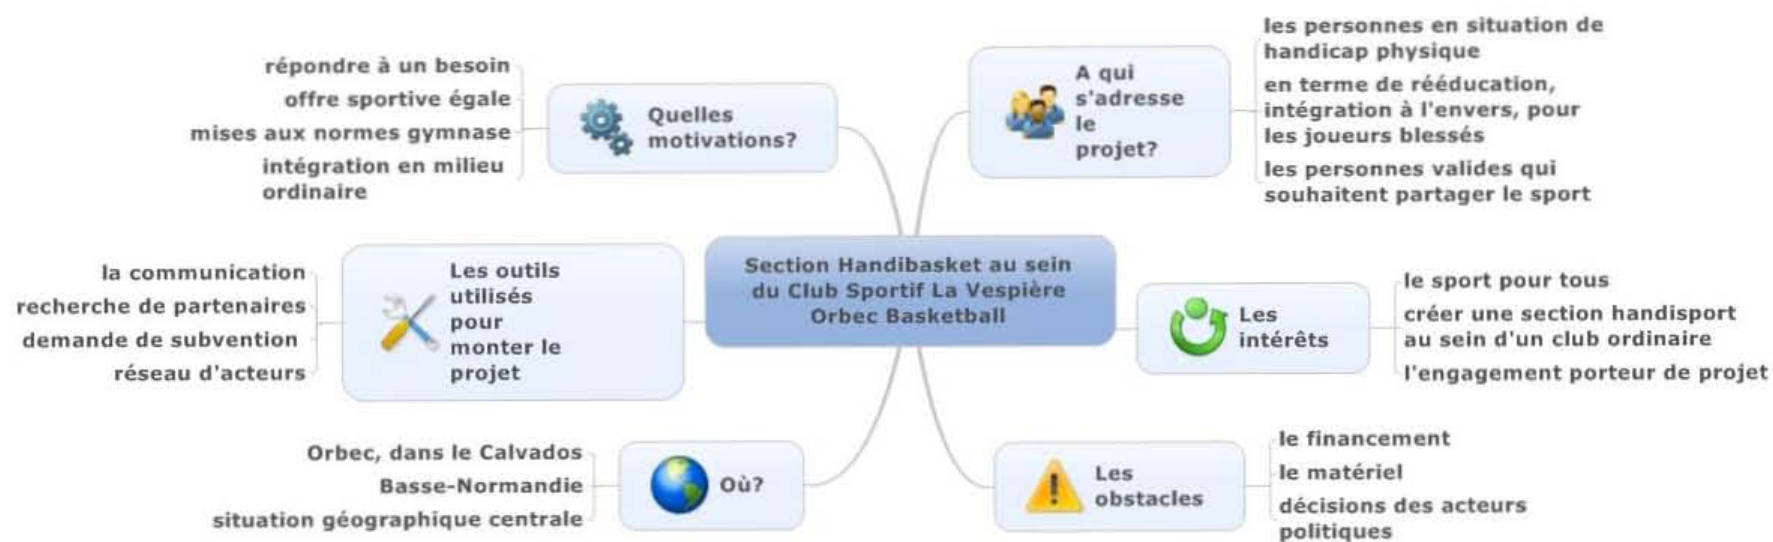 Section Handibasket au sein
du Club Sportif La Vespière
Orbec Basketball
Quelles
motivations?
répondre à un besoin
offre sportive égale
mises aux normes gymnase
intégration en milieu
ordinaire
A qui
s'adresse
le
projet?
les personnes en situation de
handicap physique
en terme de rééducation,
intégration à l'envers, pour
les joueurs blessés
les personnes valides qui
souhaitent partager le sport
Les outils
utilisés
pour
monter le
projet
la communication
recherche de partenaires
demande de subvention
réseau d'acteurs
Les
intérêts
le sport pour tous
créer une section handisport
au sein d'un club ordinaire
l'engagement porteur de projet
Où?
Orbec, dans le Calvados
Basse-Normandie
situation géographique centrale
Les
obstacles
le financement
le matériel
décisions des acteurs
politiques